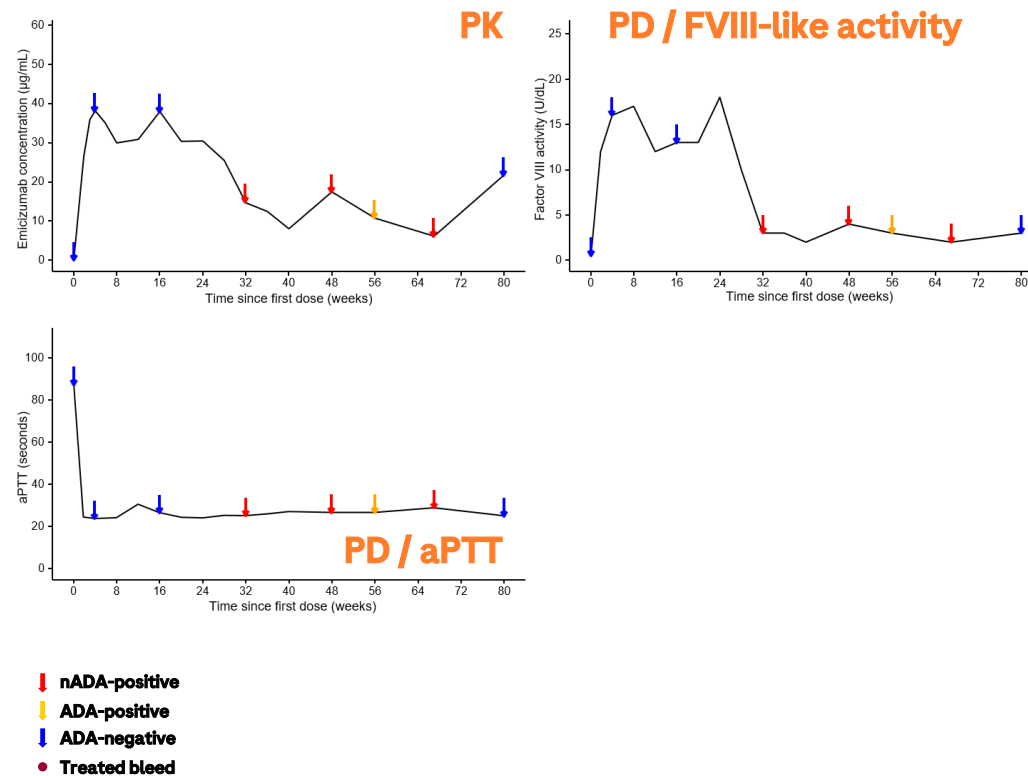 PK
Emicizumab concentration (µg/mL)
60
50
40
30
20
10
0
0 8 16 24 32 40 48 56 64 72 80
Time since first dose (weeks)
PD / FVIII-like activity
Factor VIII activity (U/dL)
25
20
15
10
5
0
0 8 16 24 32 40 48 56 64 72 80
Time since first dose (weeks)
aPTT (seconds)
100
80
60
40
20
0
PD / aPTT
0 8 16 24 32 40 48 56 64 72 80
Time since first dose (weeks)
nADA-positive
ADA-positive
ADA-negative
Treated bleed